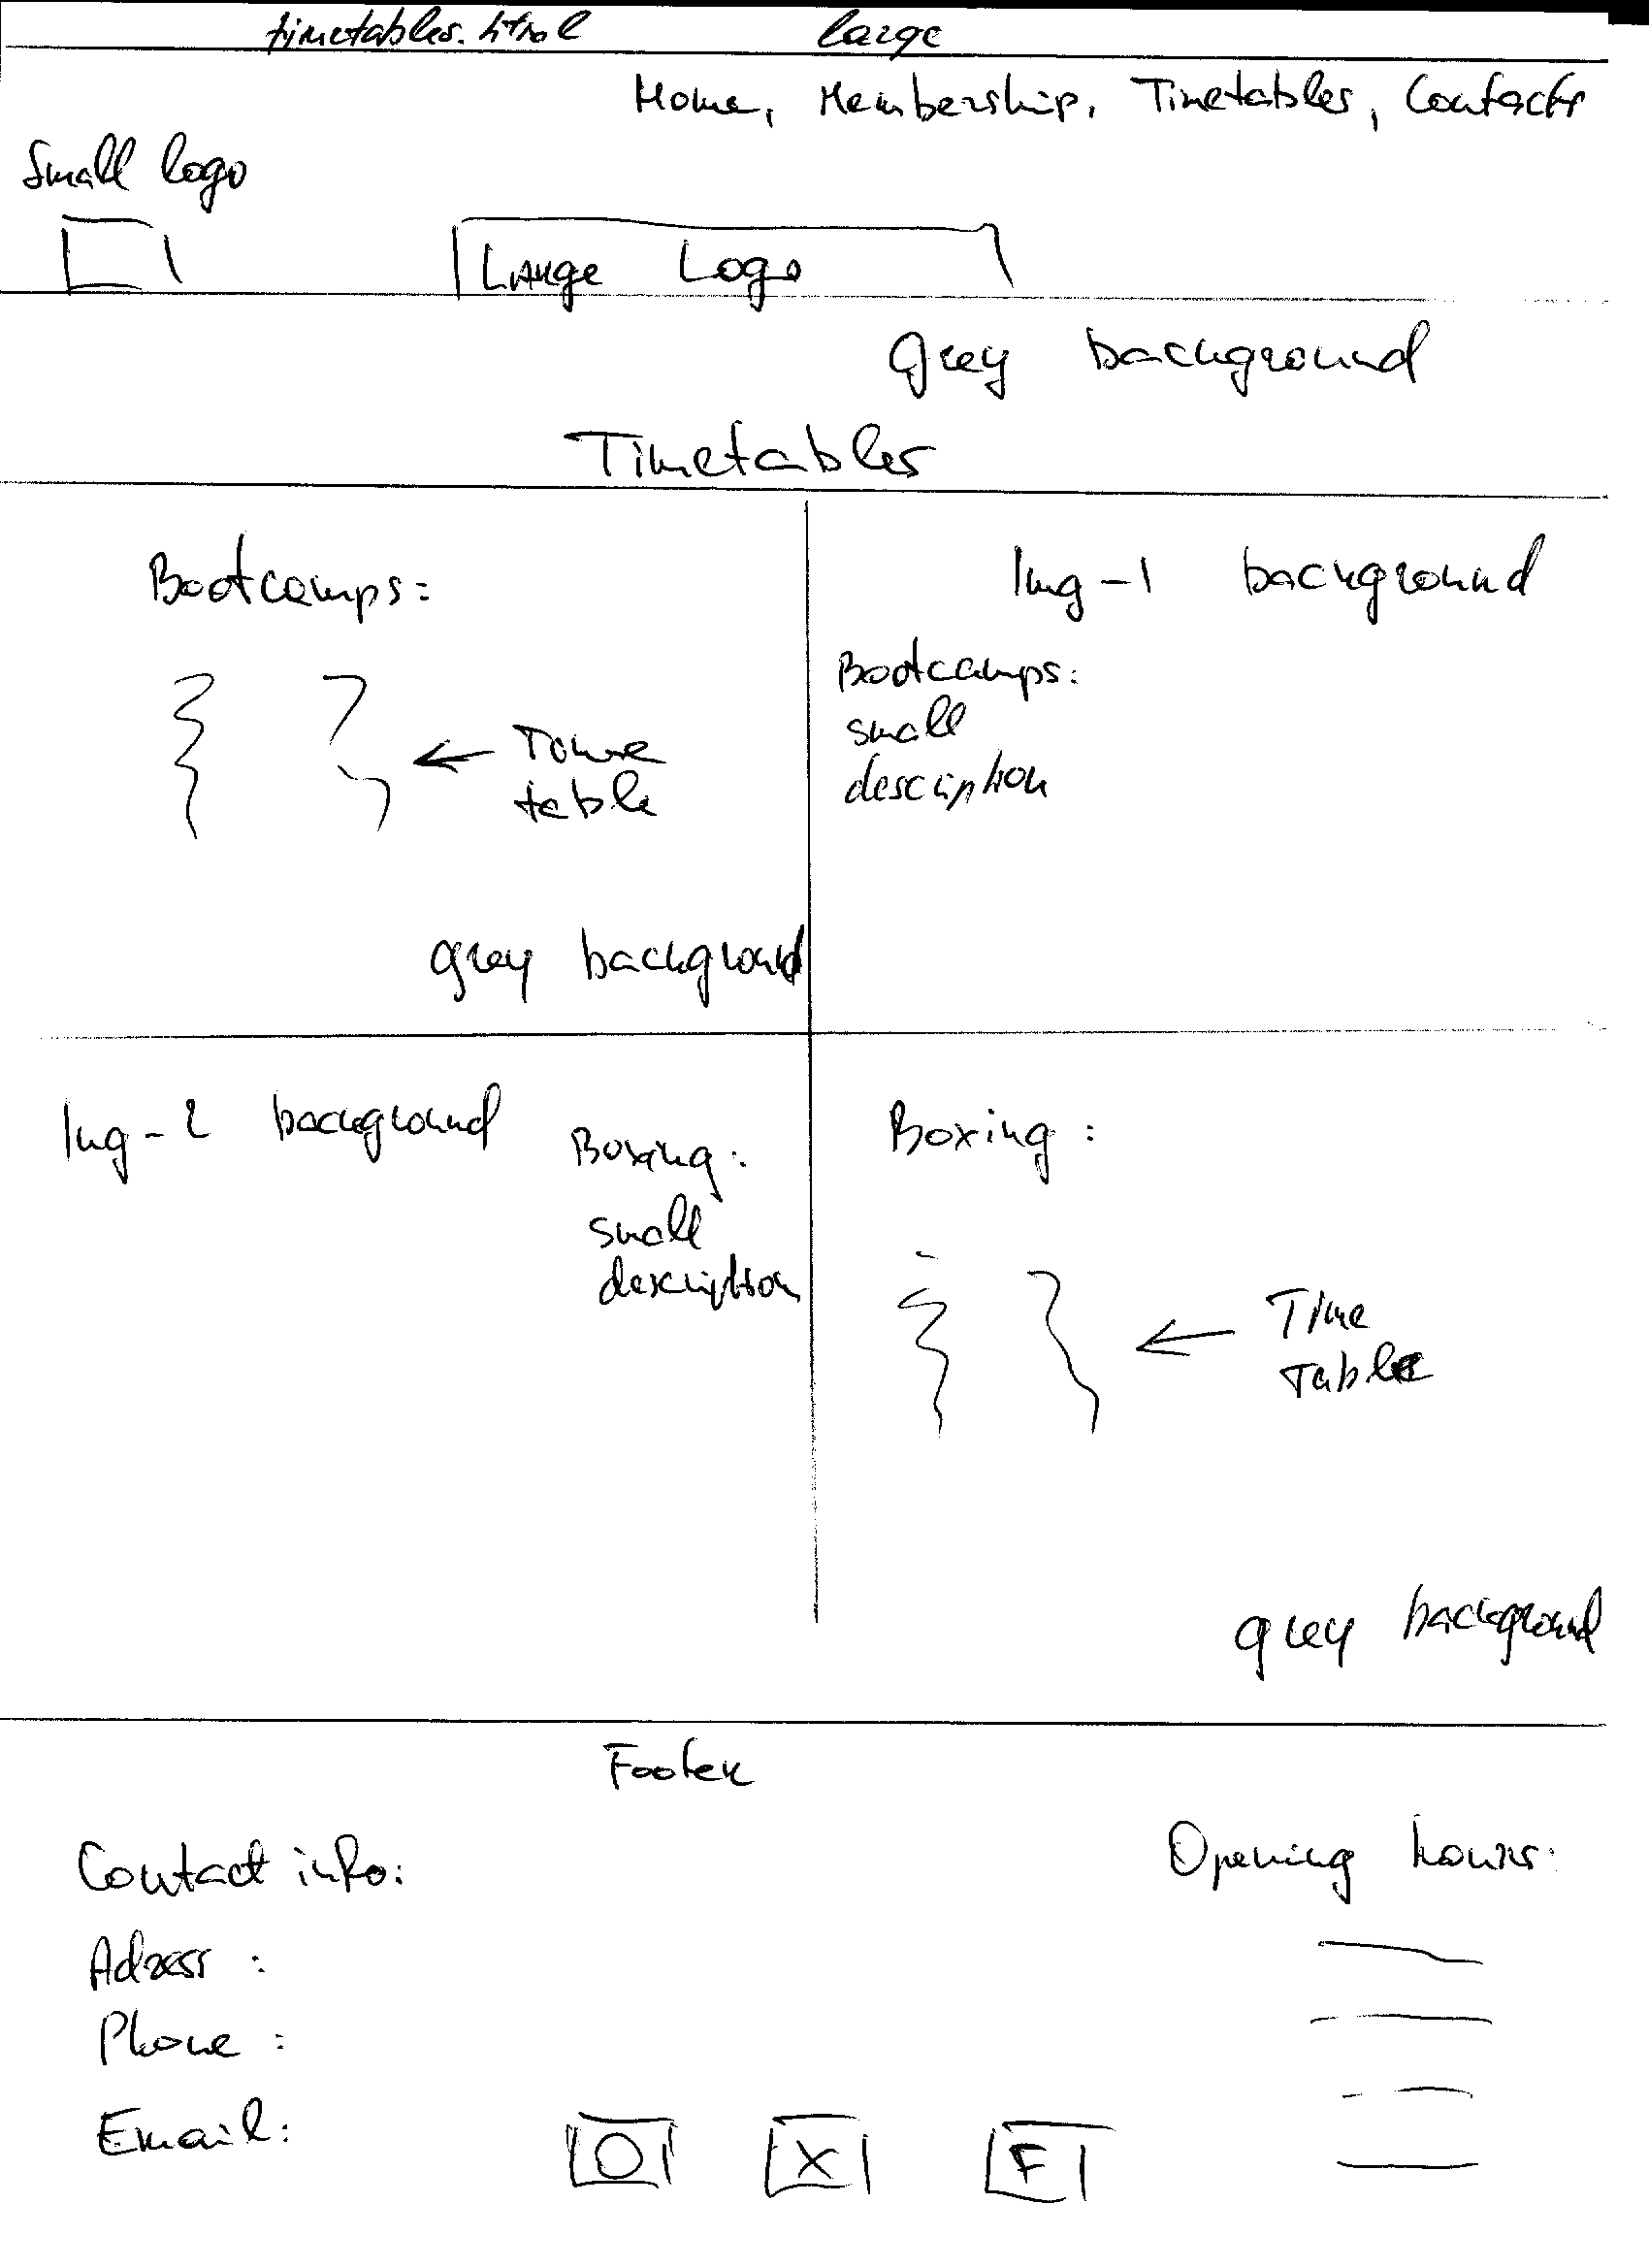 timetables.html large
Home, Membership, Timetables, Contacts
Small logo
Large Logo
grey background
Timetables
Bootcamps:
Img-1 background
Bootcamps:
small
description
← Time
table
grey background
Img-2 background
Boxing:
small
description
Boxing:
← Time
Table
grey background
Footer
Contact info:
Adress :
Phone :
Email:
Opening hours:
O X F